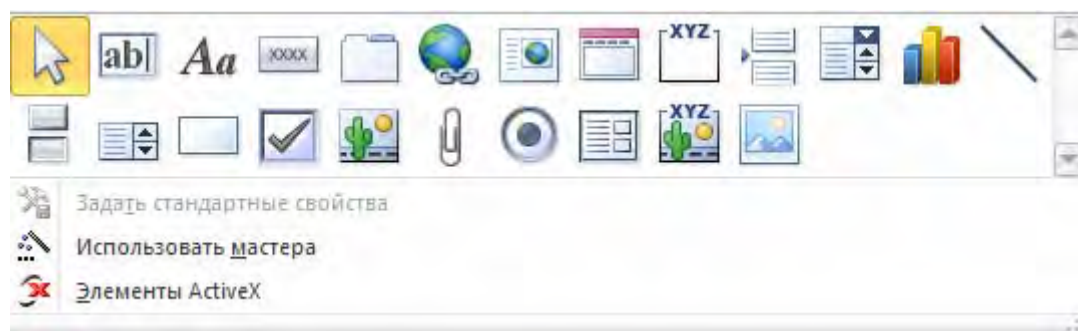 ab Aa XXXX XYZ
XYZ
Задать стандартные свойства
Использовать мастера
Элементы ActiveX